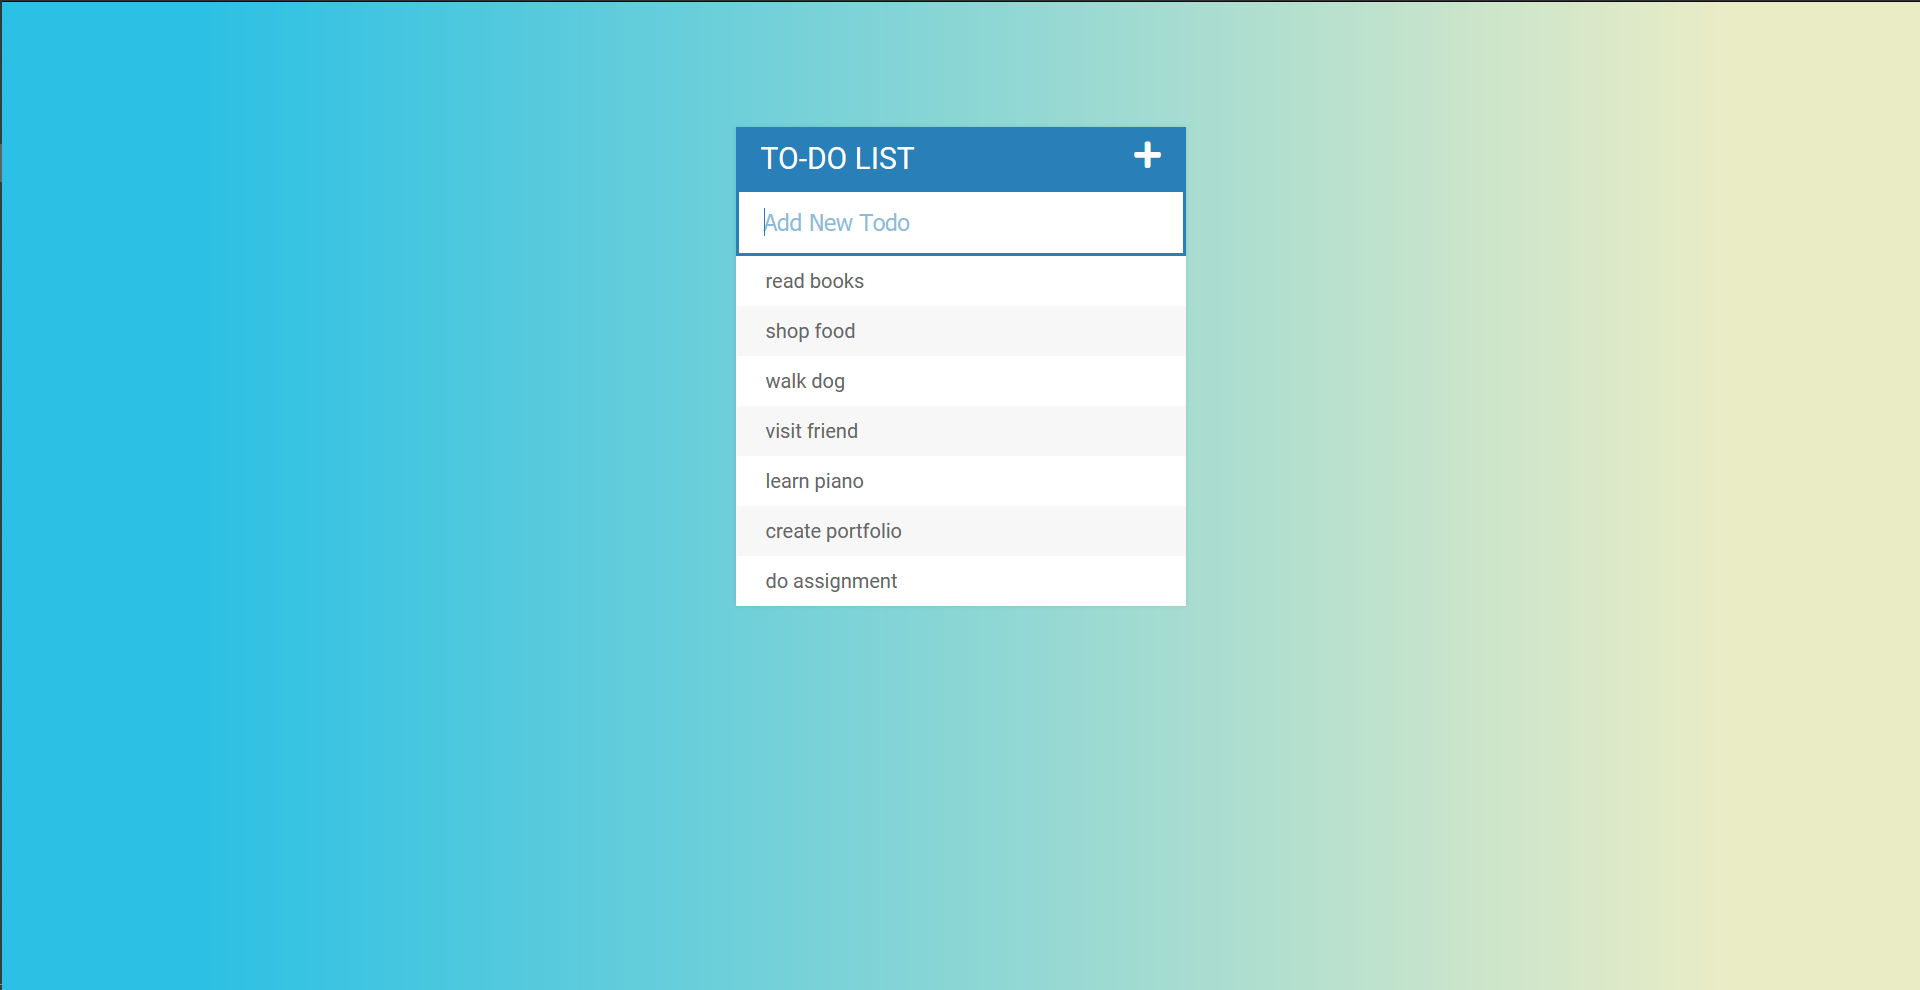 TO-DO LIST
Add New Todo
read books
shop food
walk dog
visit friend
learn piano
create portfolio
do assignment